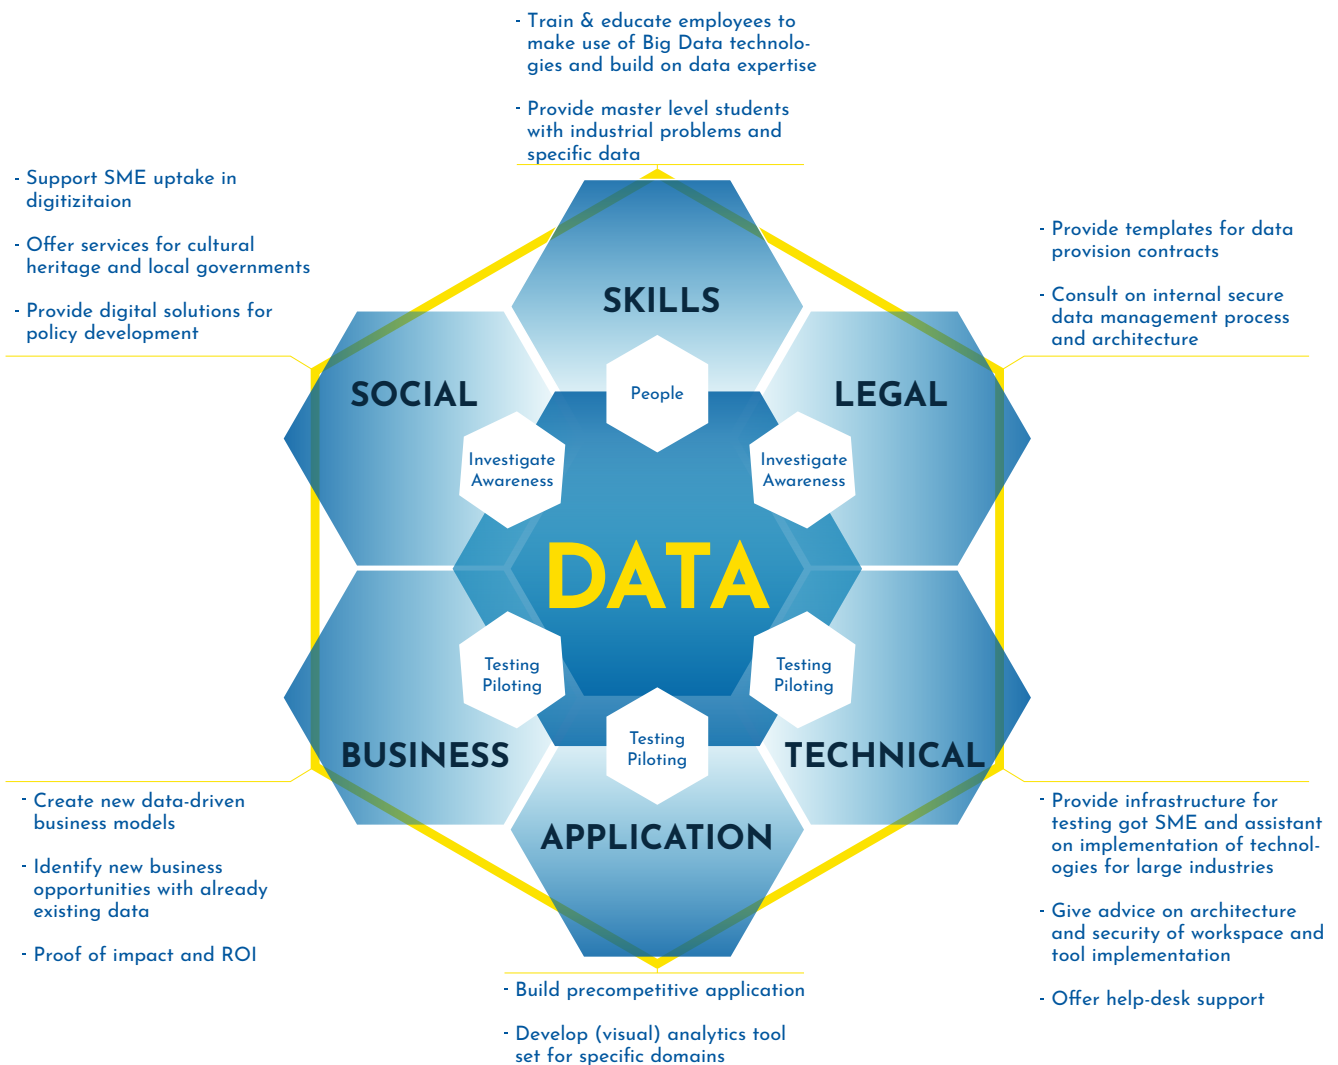 - Train & educate employees to
make use of Big Data technolo-
gies and build on data expertise
- Provide master level students
with industrial problems and
specific data
- Support SME uptake in
digitizitaion
- Offer services for cultural
heritage and local governments
- Provide digital solutions for
policy development
- Provide templates for data
provision contracts
- Consult on internal secure
data management process
and architecture
SKILLS
People
SOCIAL
Investigate
Awareness
LEGAL
Investigate
Awareness
DATA
Testing
Piloting
BUSINESS
Testing
Piloting
TECHNICAL
Testing
Piloting
APPLICATION
- Create new data-driven
business models
- Identify new business
opportunities with already
existing data
- Proof of impact and ROI
- Provide infrastructure for
testing got SME and assistant
on implementation of technol-
ogies for large industries
- Give advice on architecture
and security of workspace and
tool implementation
- Offer help-desk support
- Build precompetitive application
- Develop (visual) analytics tool
set for specific domains